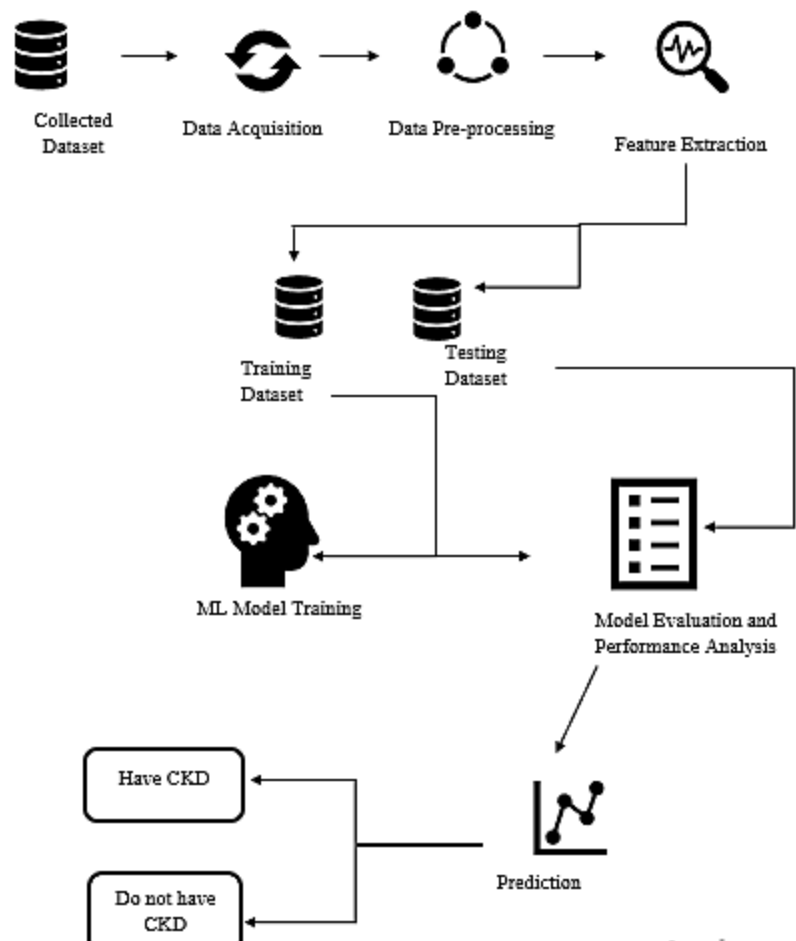 Collected
Dataset
Data Acquisition
Data Pre-processing
Feature Extraction
Training
Dataset
Testing
Dataset
ML Model Training
Model Evaluation and
Performance Analysis
Have CKD
Do not have
CKD
Prediction